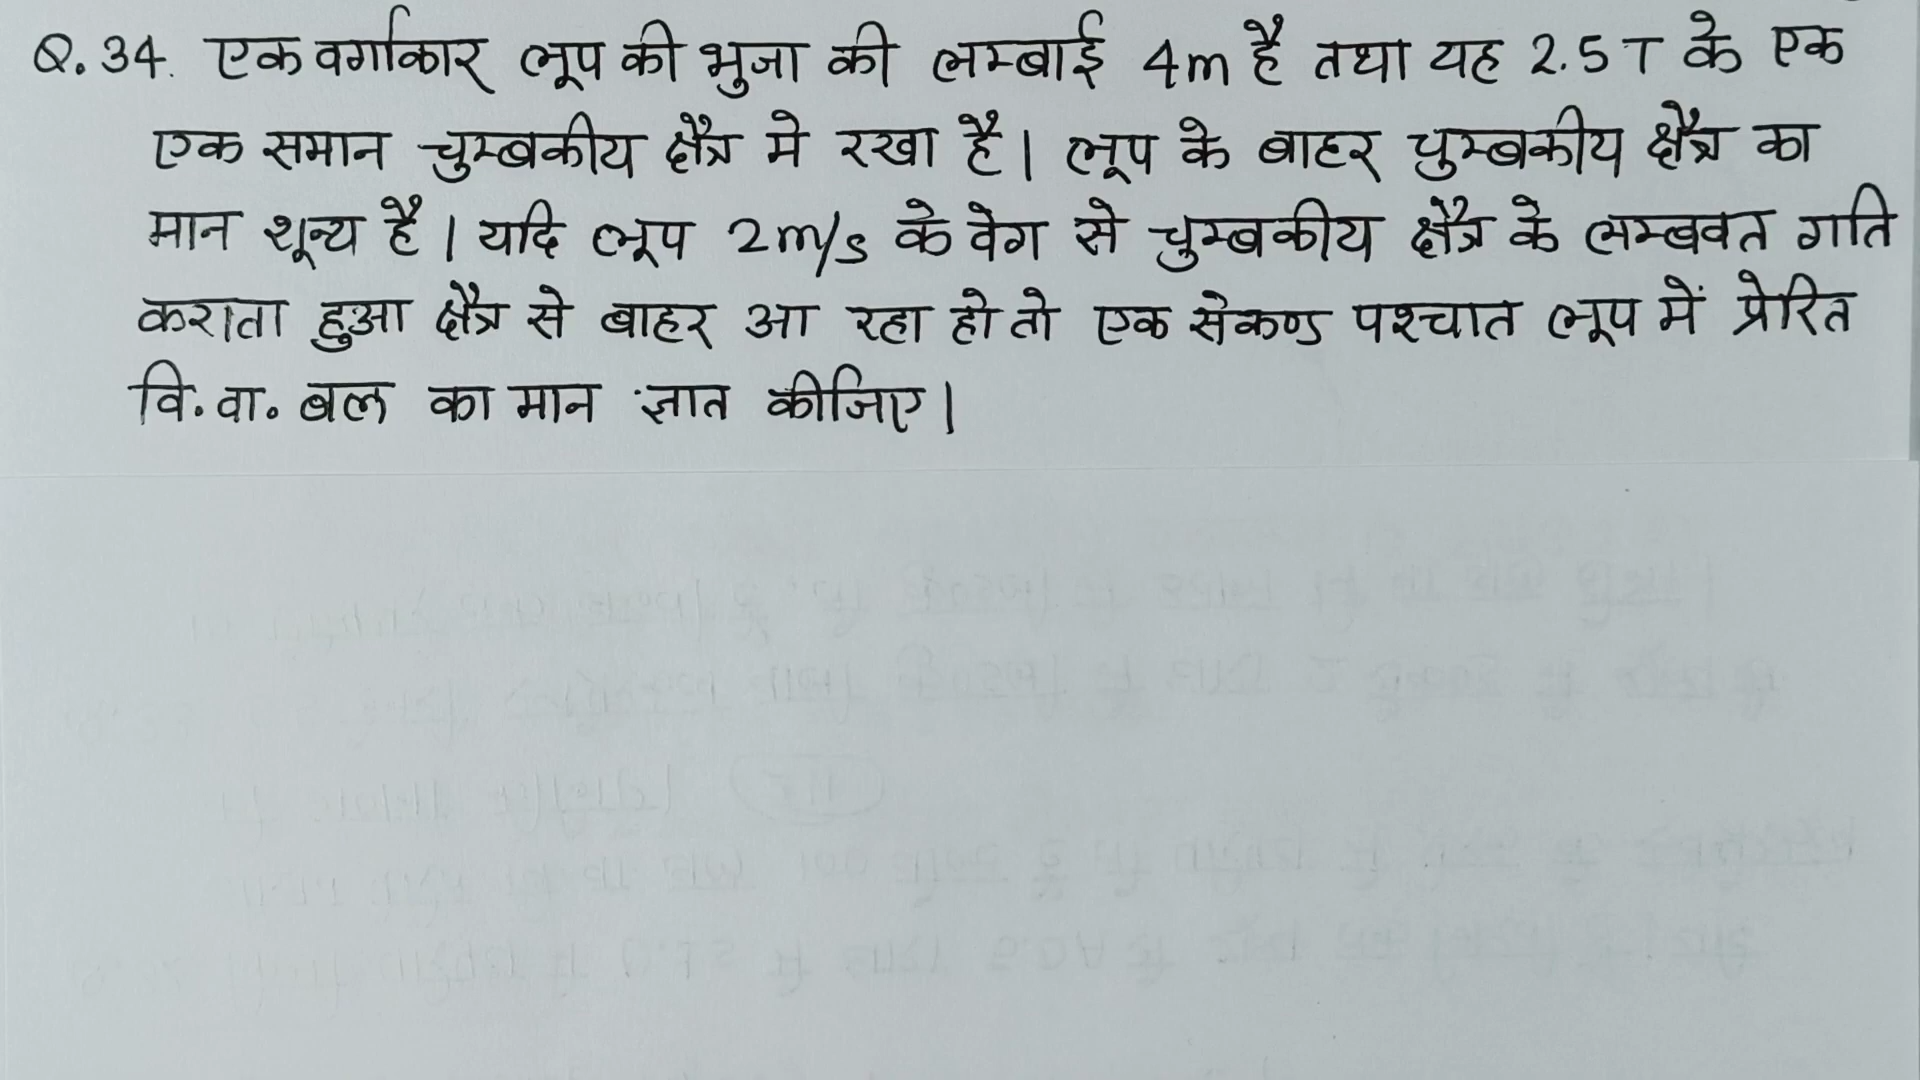 Q. 34. एक वर्गाकार लूप की भुजा की लम्बाई 4m है तथा यह 2.5 T के एक
एक समान चुम्बकीय क्षैत्र मे रखा है। लूप के बाहर चुम्बकीय क्षैत्र का
मान शून्य है। यदि लूप 2m/s के वेग से चुम्बकीय क्षैत्र के लम्बवत गति
कराता हुआ क्षैत्र से बाहर आ रहा हो तो एक सेकण्ड पश्चात लूप में प्रेरित
वि. वा. बल का मान ज्ञात कीजिए।